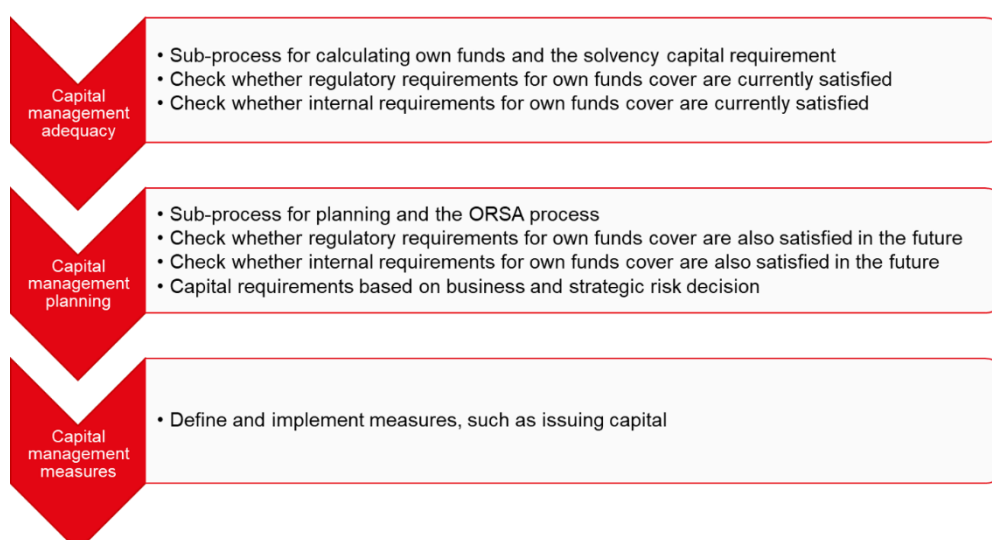 Capital
management
adequacy
• Sub-process for calculating own funds and the solvency capital requirement
• Check whether regulatory requirements for own funds cover are currently satisfied
• Check whether internal requirements for own funds cover are currently satisfied
Capital
management
planning
• Sub-process for planning and the ORSA process
• Check whether regulatory requirements for own funds cover are also satisfied in the future
• Check whether internal requirements for own funds cover are also satisfied in the future
• Capital requirements based on business and strategic risk decision
Capital
management
measures
• Define and implement measures, such as issuing capital